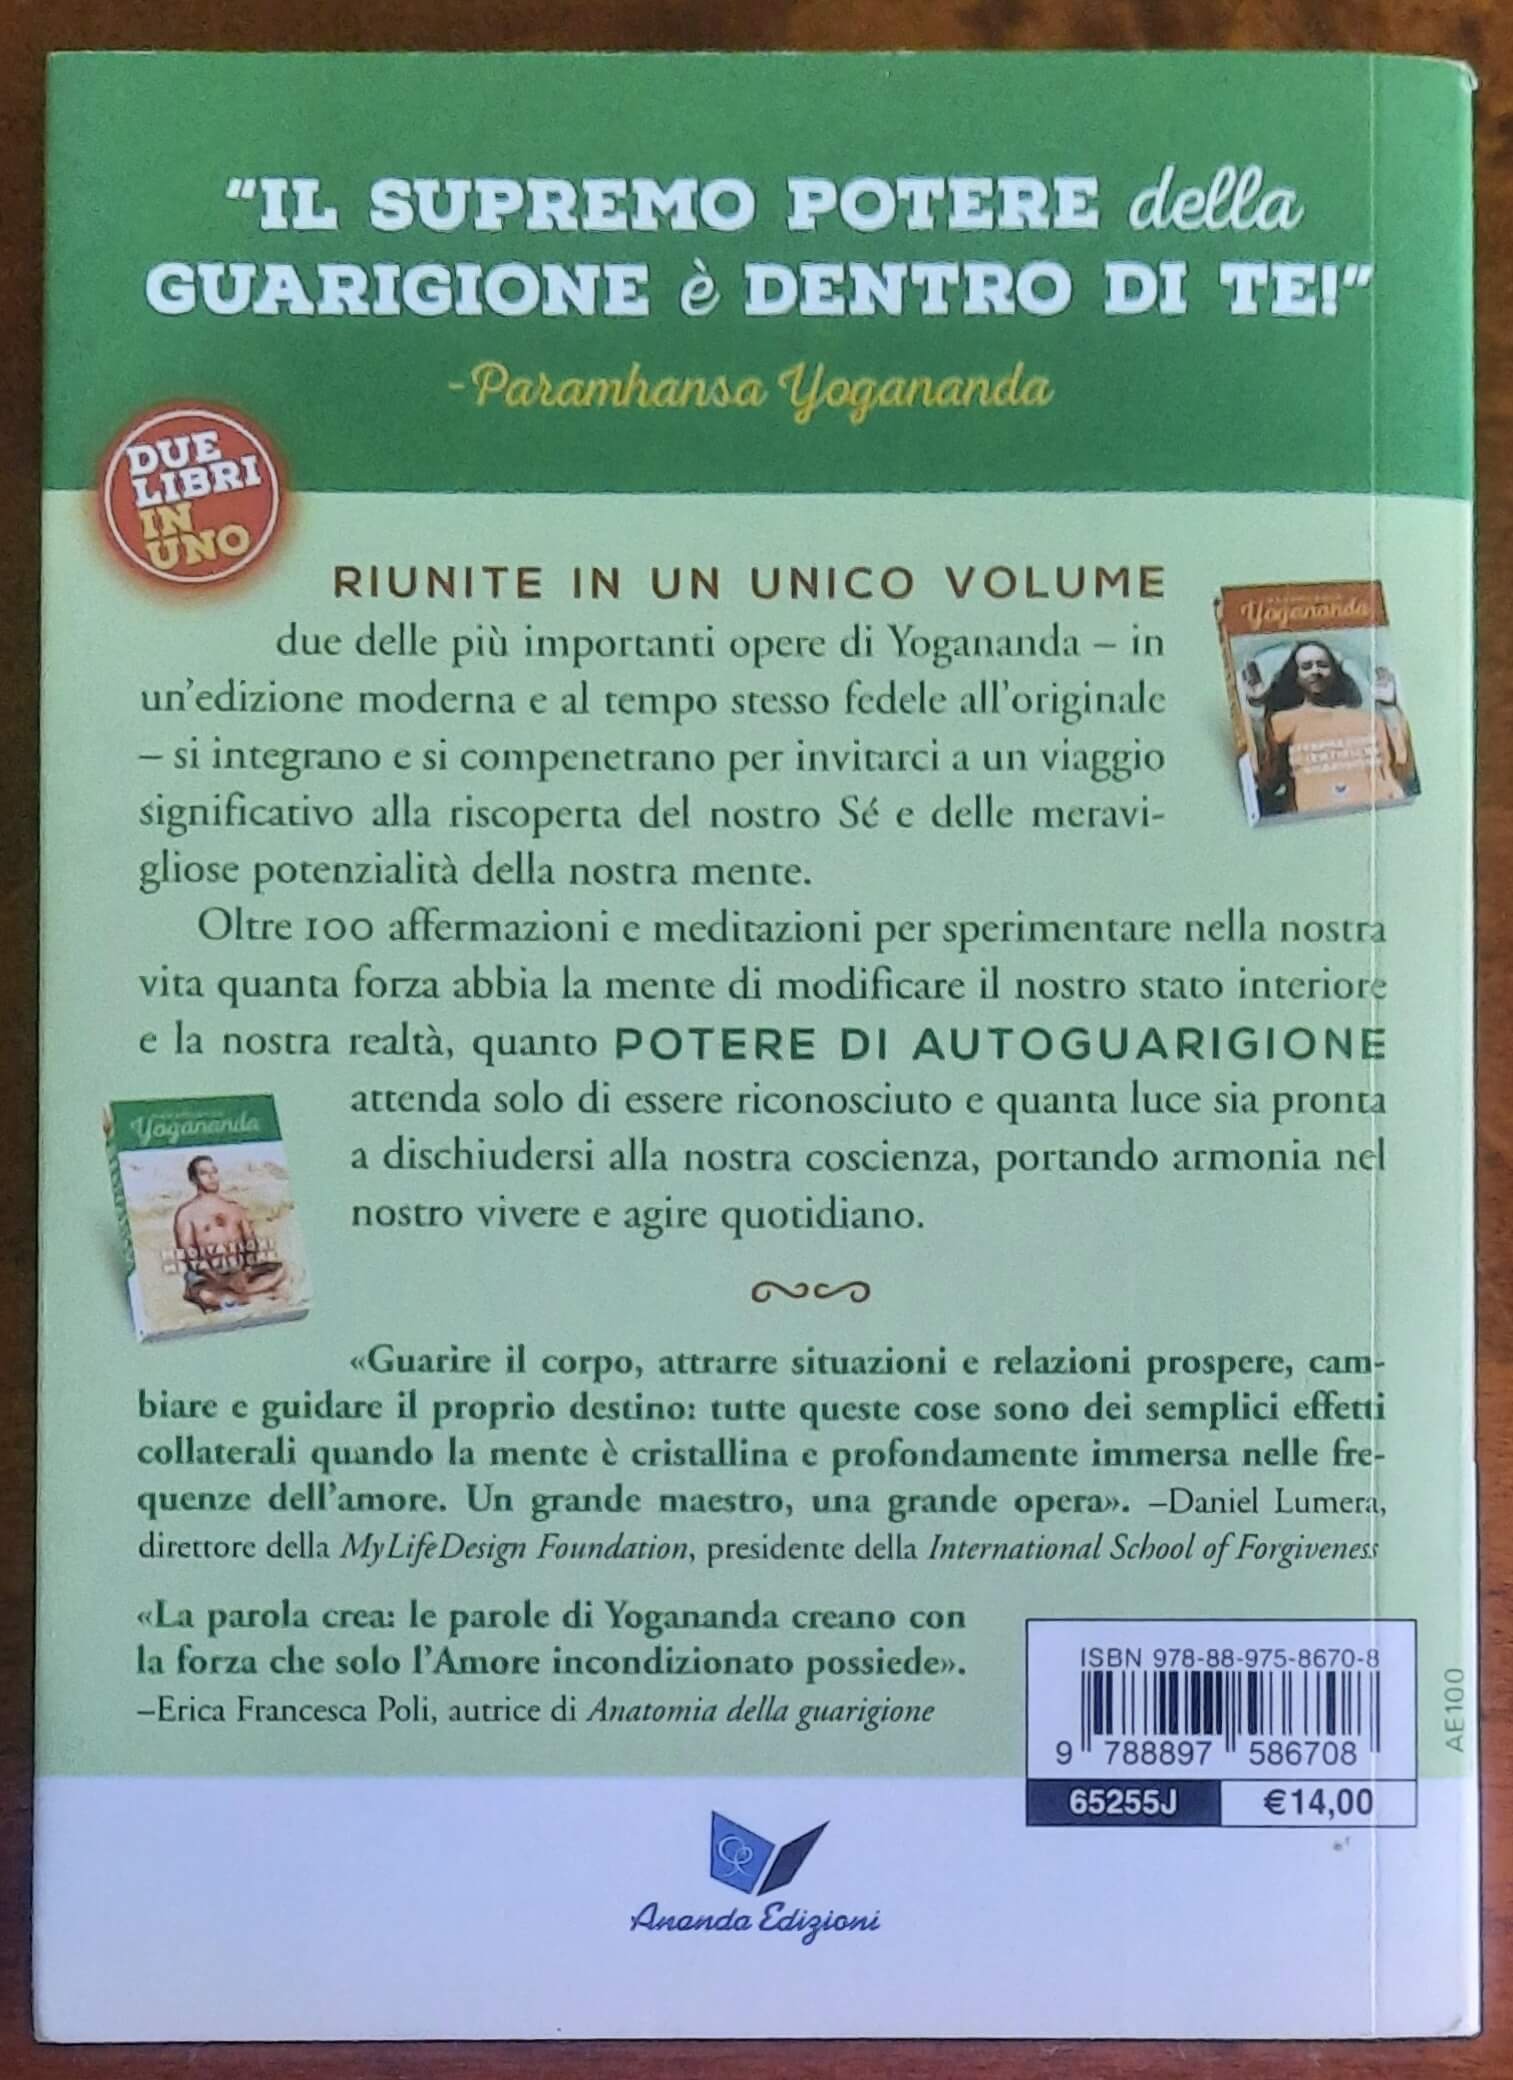 “IL SUPREMO POTERE della
GUARIGIONE è DENTRO DI TE!”
-Paramhansa Yogananda
DUE
LIBRI
IN
UNO
RIUNITE IN UN UNICO VOLUME
due delle più importanti opere di Yogananda – in
un’edizione moderna e al tempo stesso fedele all’originale
– si integrano e si compenetrano per invitarci a un viaggio
significativo alla riscoperta del nostro Sé e delle meravi-
gliose potenzialità della nostra mente.
Yogananda
Oltre 100 affermazioni e meditazioni per sperimentare nella nostra
vita quanta forza abbia la mente di modificare il nostro stato interiore
e la nostra realtà, quanto POTERE DI AUTOGUARIGIONE
attenda solo di essere riconosciuto e quanta luce sia pronta
a dischiudersi alla nostra coscienza, portando armonia nel
nostro vivere e agire quotidiano.
Yogananda
MEDITAZIONI
METAFISICHE
«Guarire il corpo, attrarre situazioni e relazioni prospere, cam-
biare e guidare il proprio destino: tutte queste cose sono dei semplici effetti
collaterali quando la mente è cristallina e profondamente immersa nelle fre-
quenze dell’amore. Un grande maestro, una grande opera». –Daniel Lumera,
direttore della MyLifeDesign Foundation, presidente della International School of Forgiveness
«La parola crea: le parole di Yogananda creano con
la forza che solo l’Amore incondizionato possiede».
–Erica Francesca Poli, autrice di Anatomia della guarigione
ISBN 978-88-975-8670-8
9 788897 586708
65255J €14,00
AE100
Ananda Edizioni